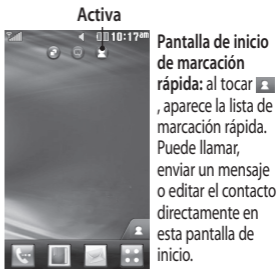 Activa
10:17am
Pantalla de inicio
de marcación
rápida: al tocar
, aparece la lista de
marcación rápida.
Puede llamar,
enviar un mensaje
o editar el contacto
directamente en
esta pantalla de
inicio.